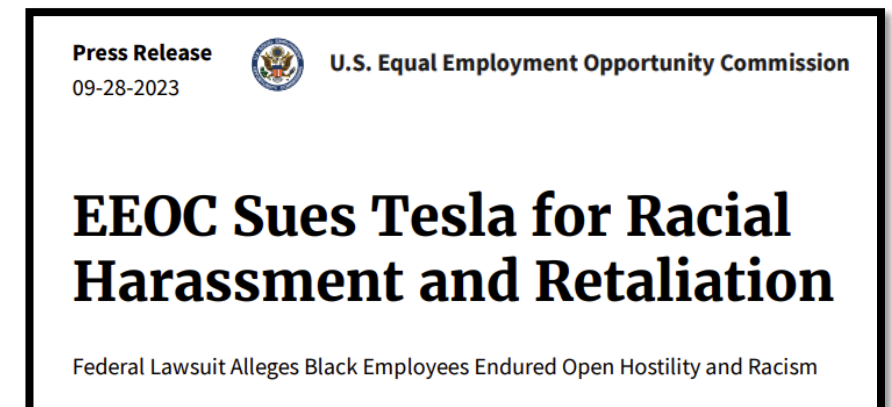 Press Release
09-28-2023
U.S. Equal Employment Opportunity Commission
EEOC Sues Tesla for Racial
Harassment and Retaliation
Federal Lawsuit Alleges Black Employees Endured Open Hostility and Racism